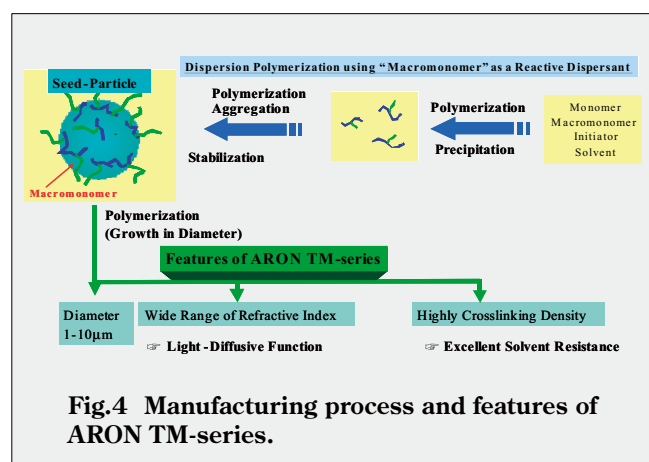 Dispersion Polymerization using “Macromonomer” as a Reactive Dispersant
Seed-Particle
Polymerization
Aggregation
Stabilization
Polymerization
Precipitation
Monomer
Macromonomer
Initiator
Solvent
Macromonomer
Polymerization
(Growth in Diameter)
Features of ARON TM-series
Diameter
1-10μm
Wide Range of Refractive Index
☞ Light-Diffusive Function
Highly Crosslinking Density
☞ Excellent Solvent Resistance
Fig.4 Manufacturing process and features of
ARON TM-series.